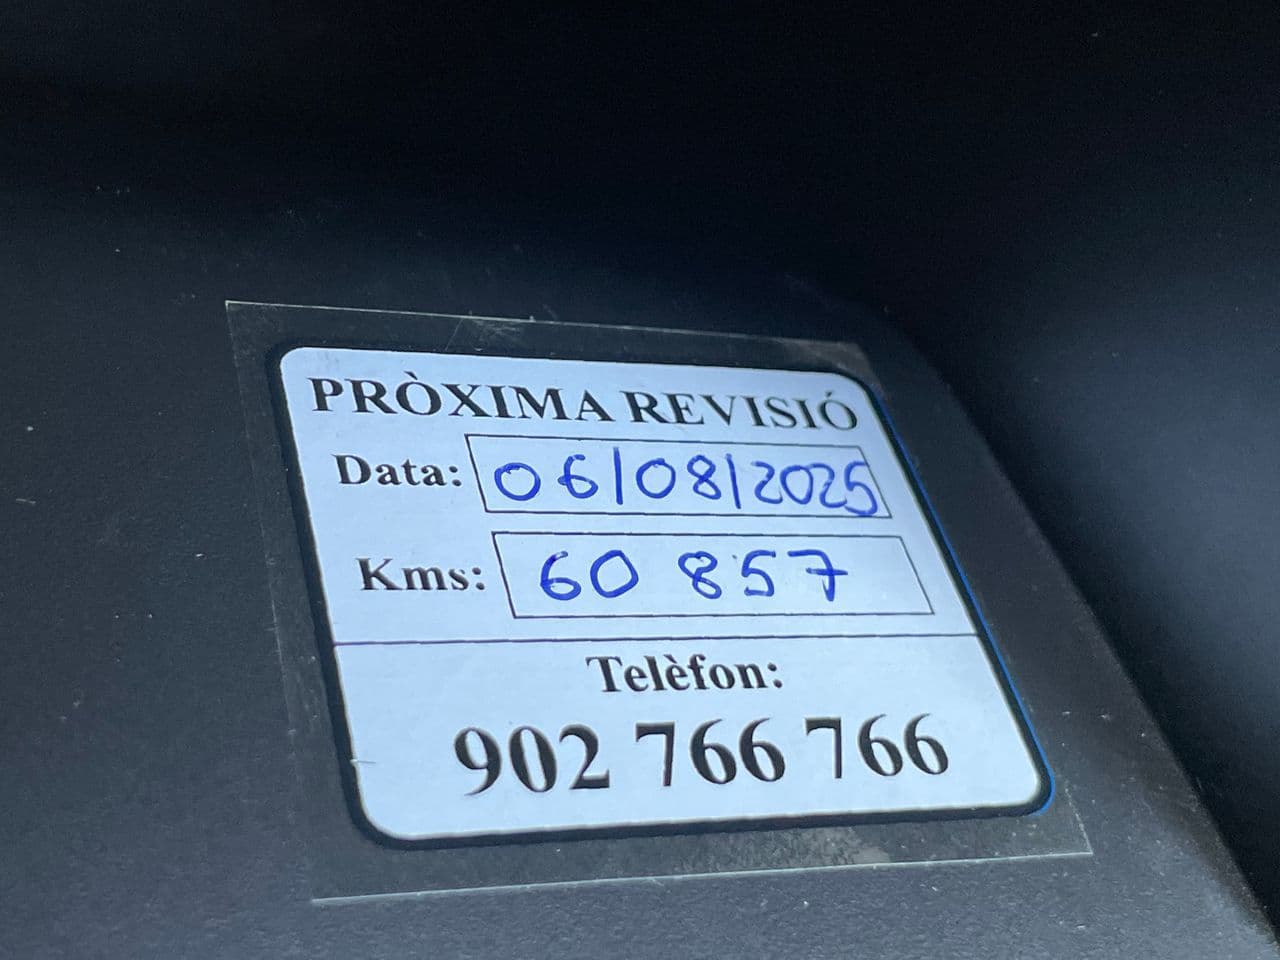 PRÒXIMA REVISIÓ
Data: 06/08/2025
Kms: 60 857
Telèfon:
902 766 766